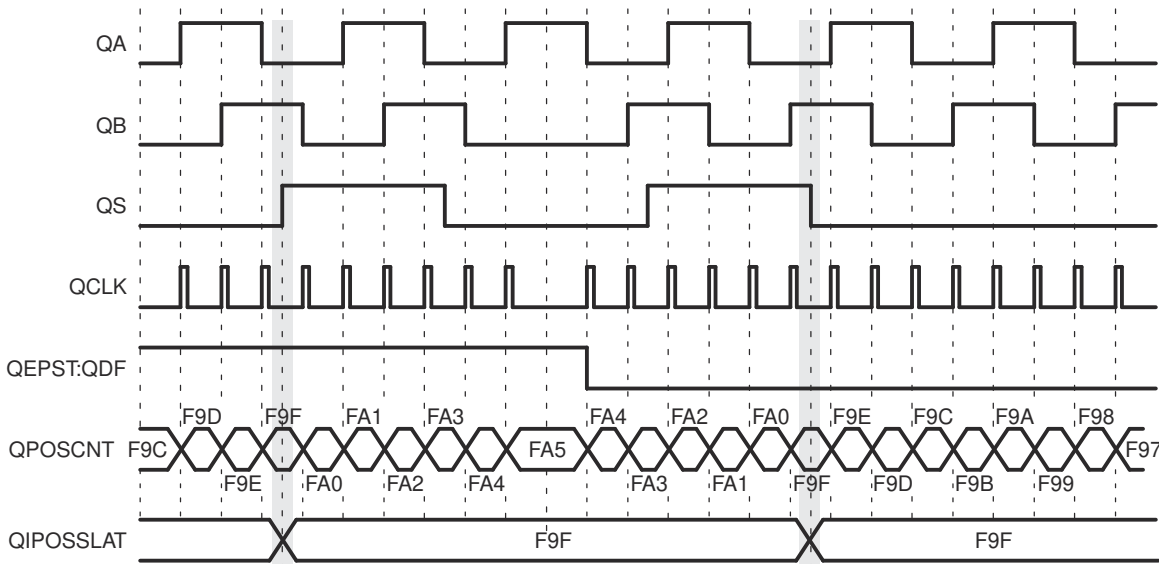 QA
QB
QS
QCLK
QEPST:QDF
F9D F9F FA1 FA3 FA4 FA2 FA0 F9E F9C F9A F98
QPOSCNT F9C FA5 F97
F9E FA0 FA2 FA4 FA3 FA1 F9F F9D F9B F99
QIPOSSLAT F9F F9F